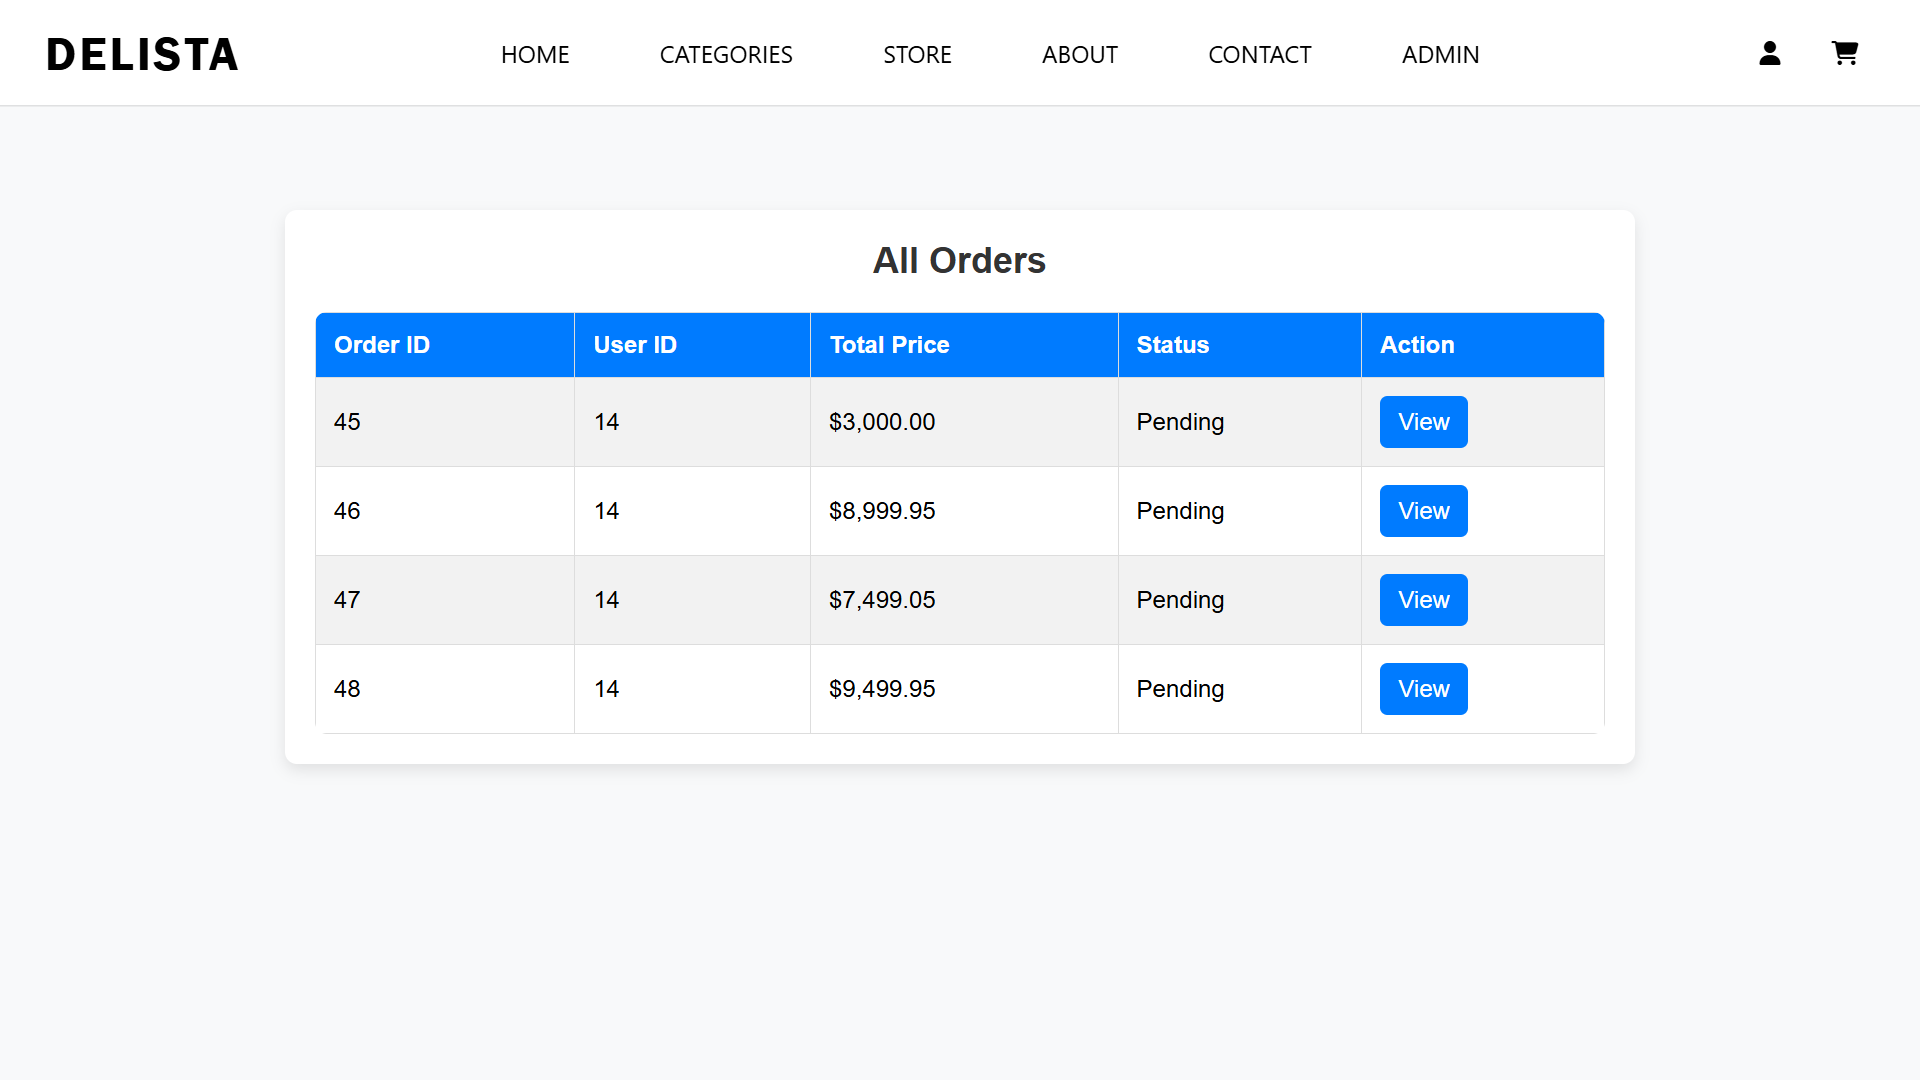 DELISTA HOME CATEGORIES STORE ABOUT CONTACT ADMIN
All Orders
Order ID User ID Total Price Status Action
45 14 $3,000.00 Pending View
46 14 $8,999.95 Pending View
47 14 $7,499.05 Pending View
48 14 $9,499.95 Pending View